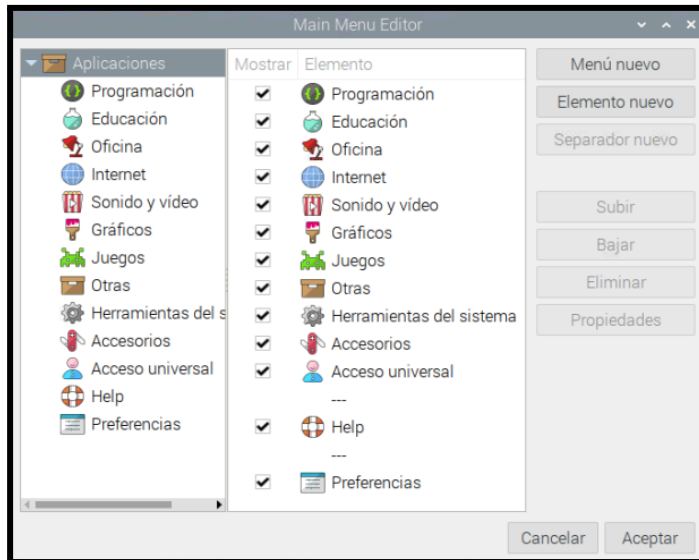 Main Menu Editor
Aplicaciones
Programación
Educación
Oficina
Internet
Sonido y vídeo
Gráficos
Juegos
Otras
Herramientas del s
Accesorios
Acceso universal
Help
Preferencias
Mostrar Elemento
Programación
Educación
Oficina
Internet
Sonido y vídeo
Gráficos
Juegos
Otras
Herramientas del sistema
Accesorios
Acceso universal
---
Help
---
Preferencias
Menú nuevo
Elemento nuevo
Separador nuevo
Subir
Bajar
Eliminar
Propiedades
Cancelar Aceptar